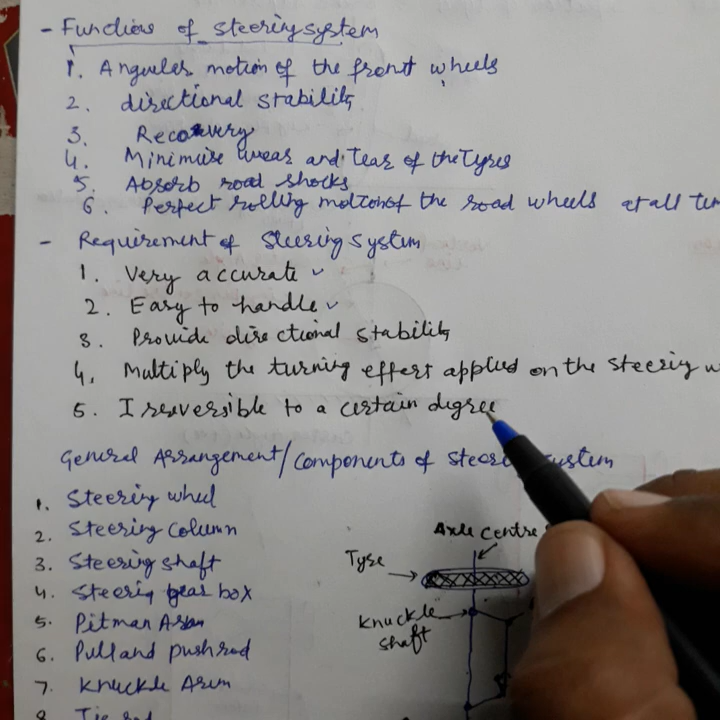 - Functions of steering system
1. Angular motion of the front wheels
2. directional stability
3. Recovery
4. Minimise wear and Tear of the Tyres
5. Absorb road shocks
6. Perfect rolling motion of the road wheels at all
- Requirement of Steering system
1. Very accurate ✓
2. Easy to handle ✓
3. Provide directional stability
4. Multiply the turning effert applied on the steering
5. Irreversible to a certain degree
General Arrangement/Components of steering system
1. Steering wheel
2. Steering Column
3. Steering shaft
4. Steering gear box
5. Pitman Arm
6. Pull and push rod
7. Knuckle Arm
8. Tie rod
Axle Centre
Tyre
Knuckle
shaft